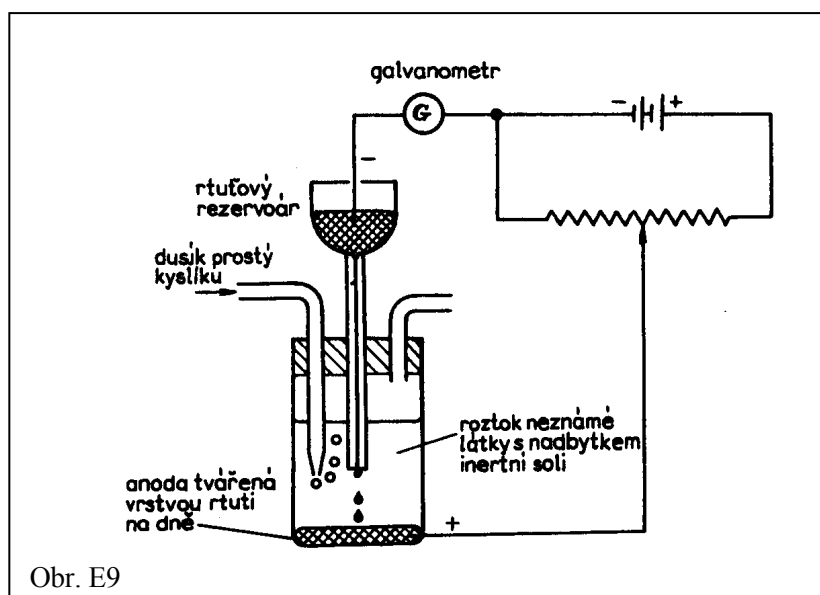 galvanometr
G
- +
-
rtuťový
rezervoár
dusík prostý
kyslíku
roztok neznámé
látky s nadbytkem
inertní soli
anoda tvářená
vrstvou rtuti
na dně
+
Obr. E9